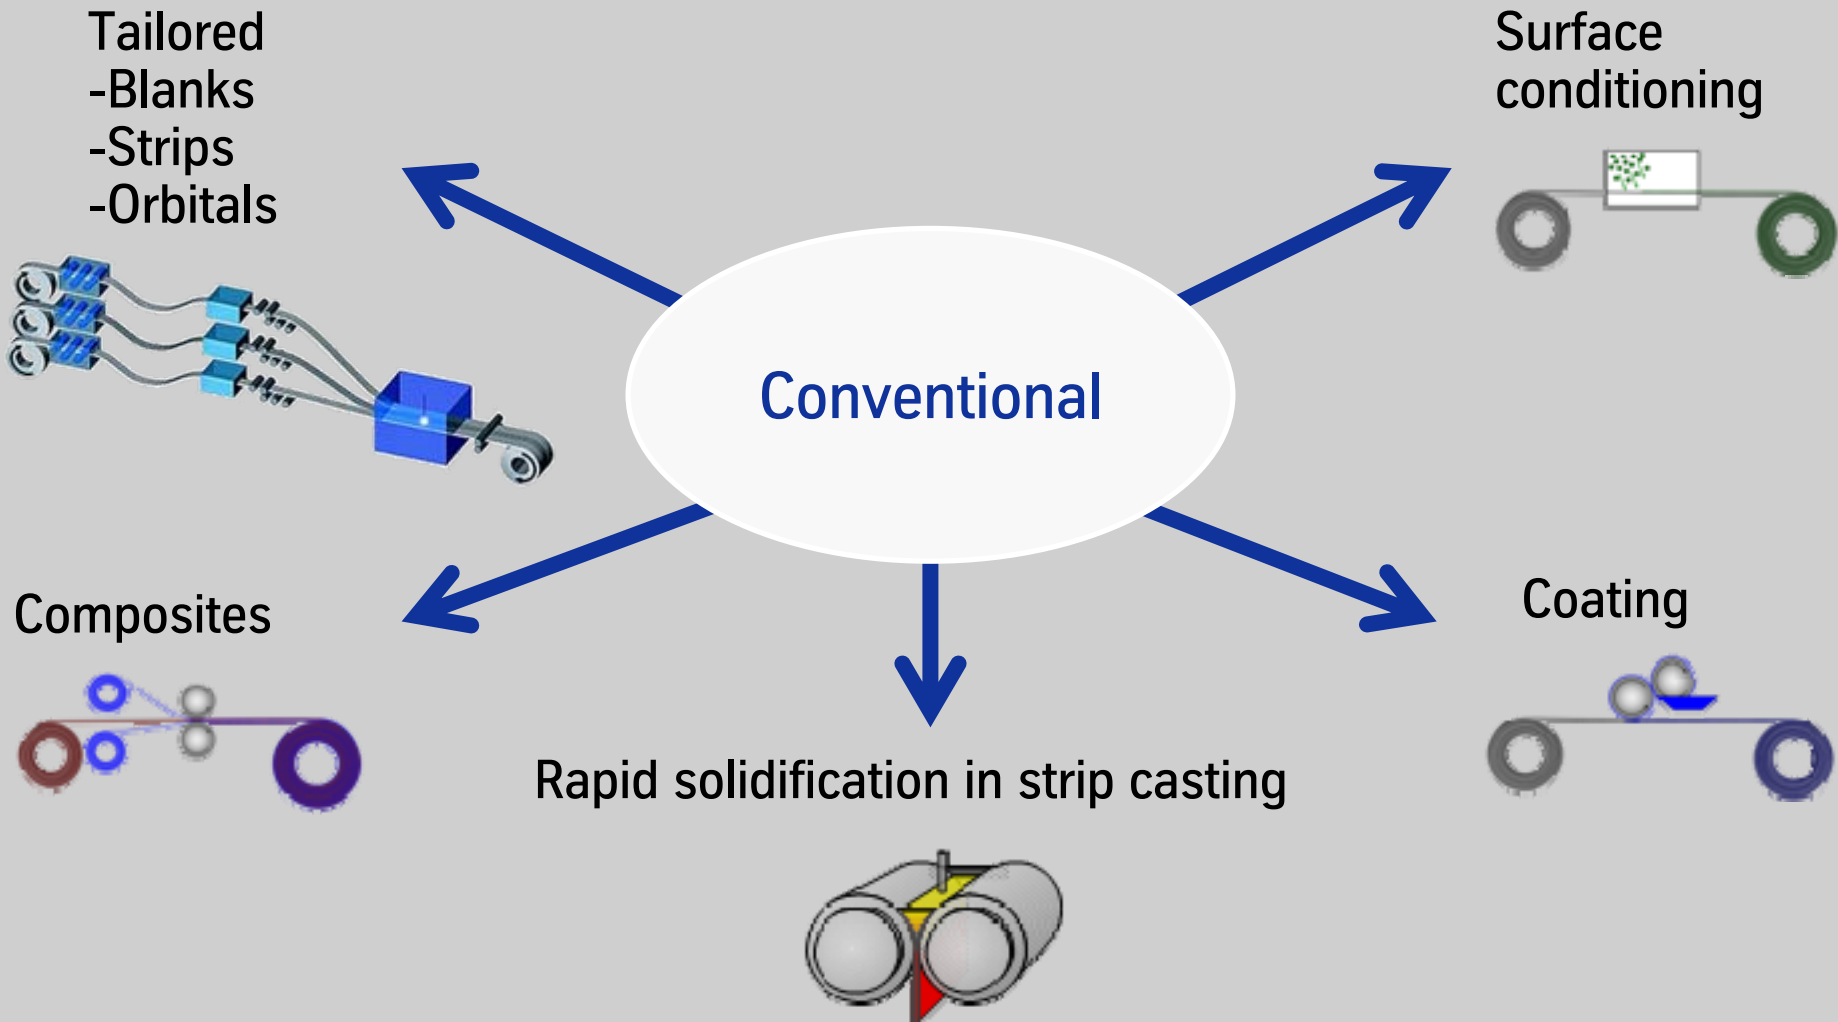 Tailored
-Blanks
-Strips
-Orbitals
Surface
conditioning
Conventional
Composites
Coating
Rapid solidification in strip casting